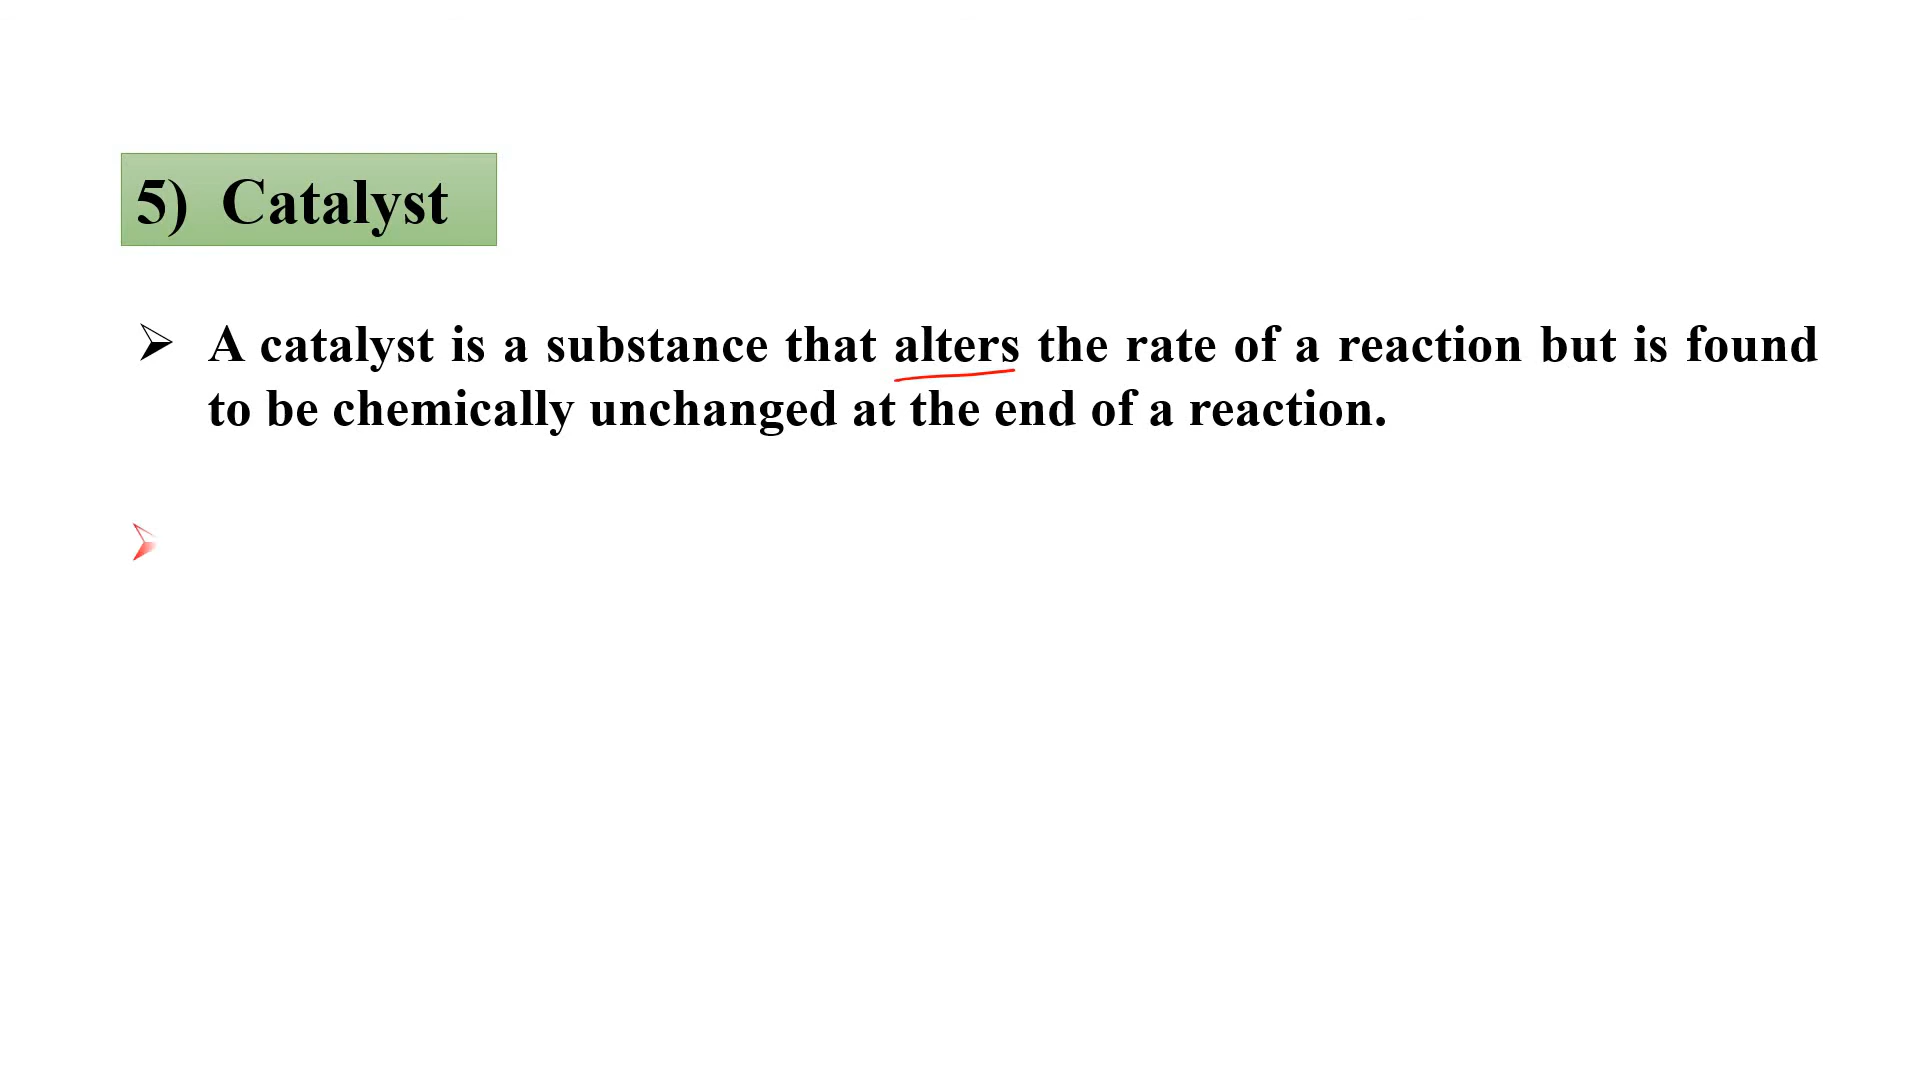 5) Catalyst
➢ A catalyst is a substance that alters the rate of a reaction but is found
to be chemically unchanged at the end of a reaction.
➢